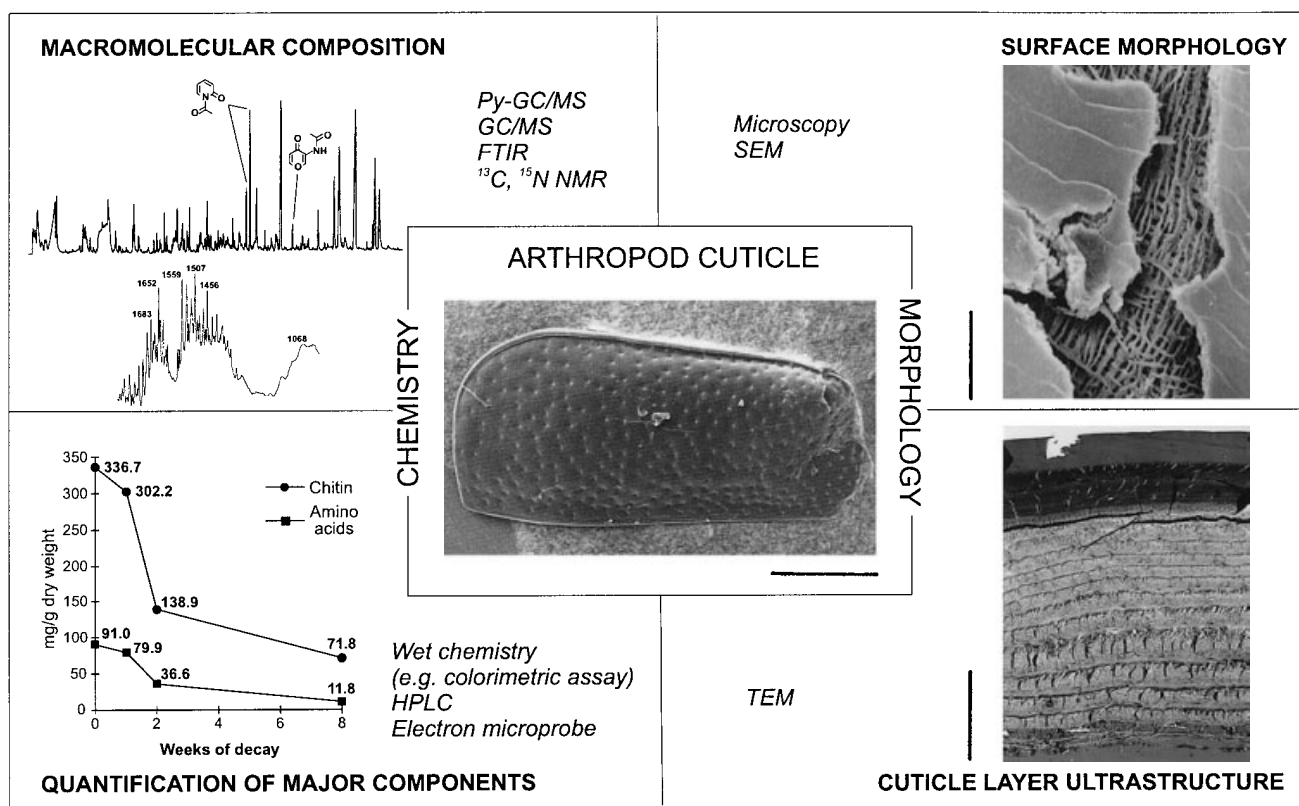 MACROMOLECULAR COMPOSITION
N
O
O
O
O
NH
O
Py-GC/MS
GC/MS
FTIR
¹³C, ¹⁵N NMR
1683
1652
1559
1507
1456
1068
SURFACE MORPHOLOGY
Microscopy
SEM
ARTHROPOD CUTICLE
CHEMISTRY
MORPHOLOGY
350
300
250
200
150
100
50
0
mg/g dry weight
336.7
302.2
138.9
71.8
91.0
79.9
36.6
11.8
Chitin
Amino
acids
0 2 4 6 8
Weeks of decay
Wet chemistry
(e.g. colorimetric assay)
HPLC
Electron microprobe
QUANTIFICATION OF MAJOR COMPONENTS
TEM
CUTICLE LAYER ULTRASTRUCTURE